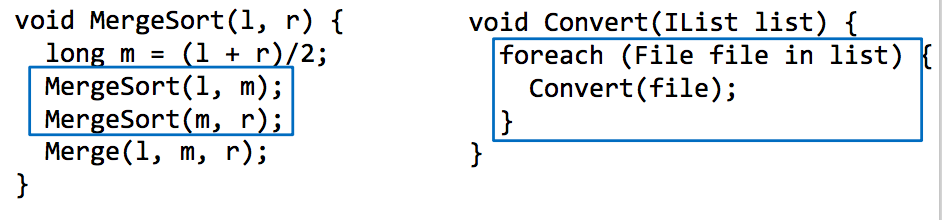 void MergeSort(l, r) {
  long m = (l + r)/2;
  MergeSort(l, m);
  MergeSort(m, r);
  Merge(l, m, r);
}
void Convert(IList list) {
  foreach (File file in list) {
    Convert(file);
  }
}